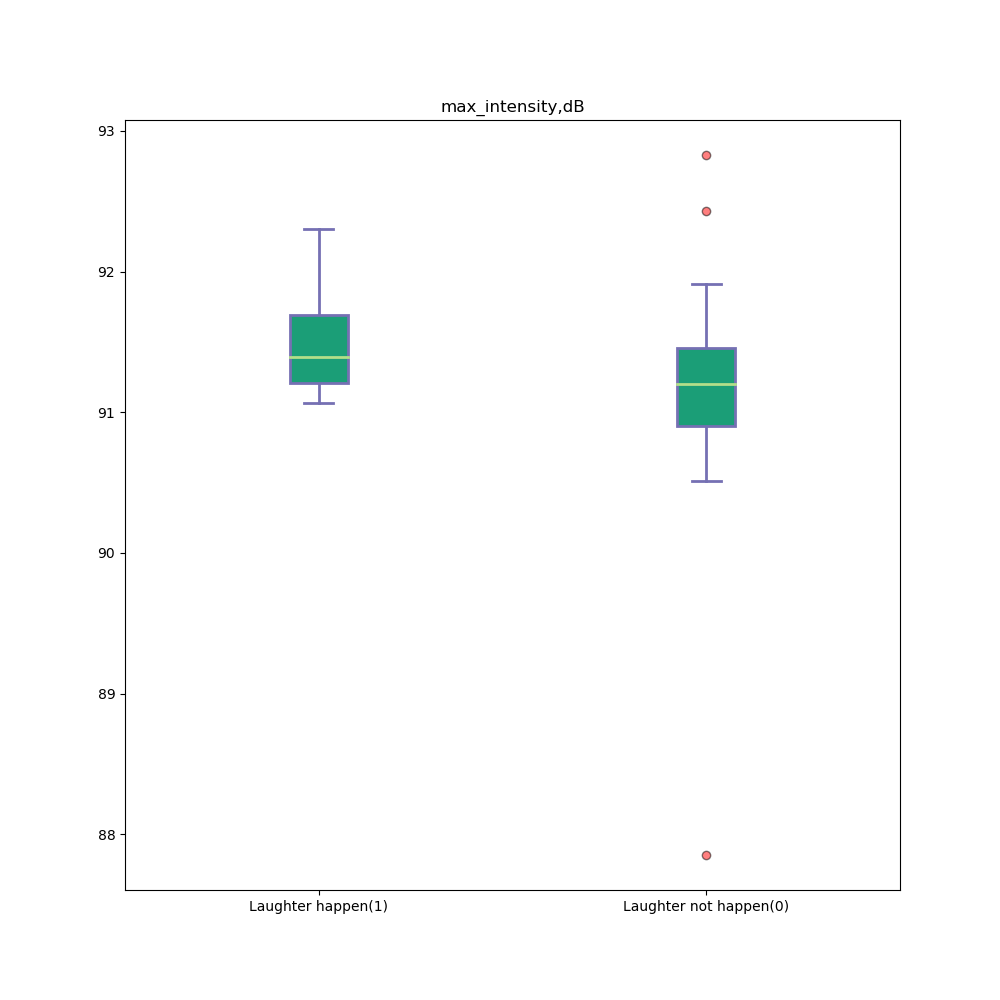 max_intensity,dB
93
92
91
90
89
88
Laughter happen(1)
Laughter not happen(0)